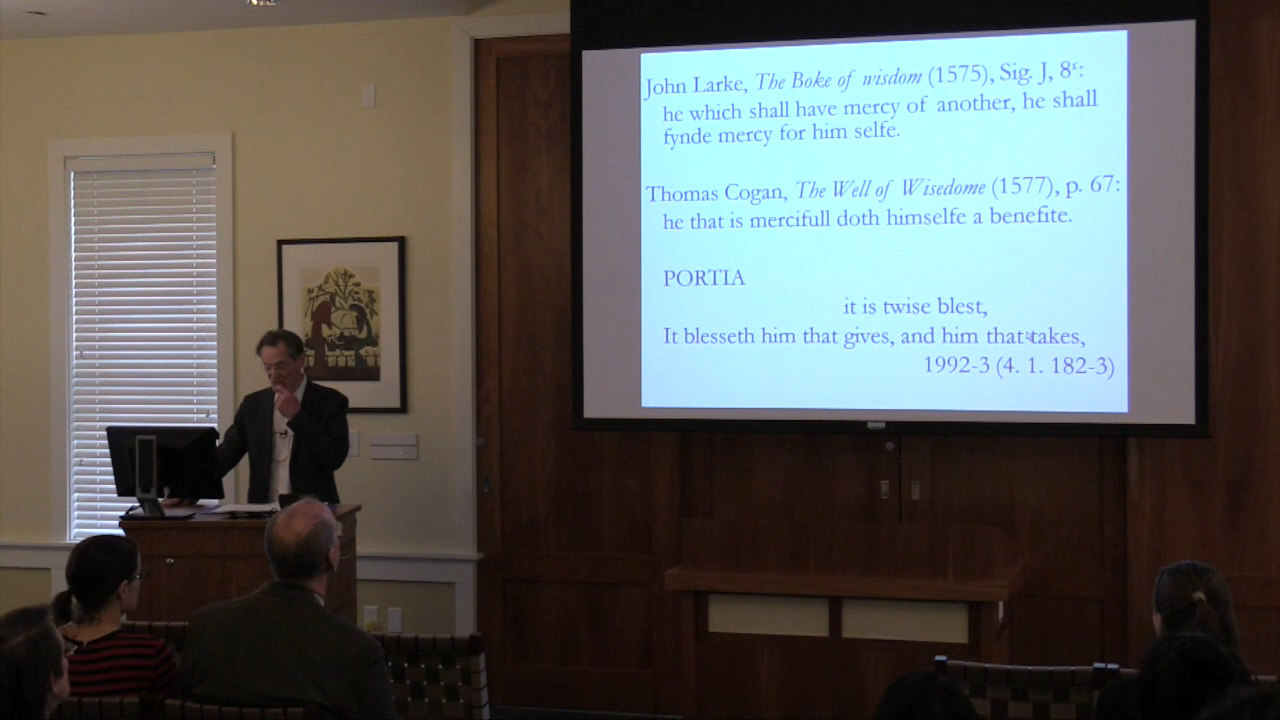 John Larke, The Boke of wisdom (1575), Sig. J, 8r:
he which shall have mercy of another, he shall
fynde mercy for him selfe.
Thomas Cogan, The Well of Wisedome (1577), p. 67:
he that is mercifull doth himselfe a benefite.
PORTIA
it is twise blest,
It blesseth him that gives, and him that takes,
1992-3 (4. 1. 182-3)